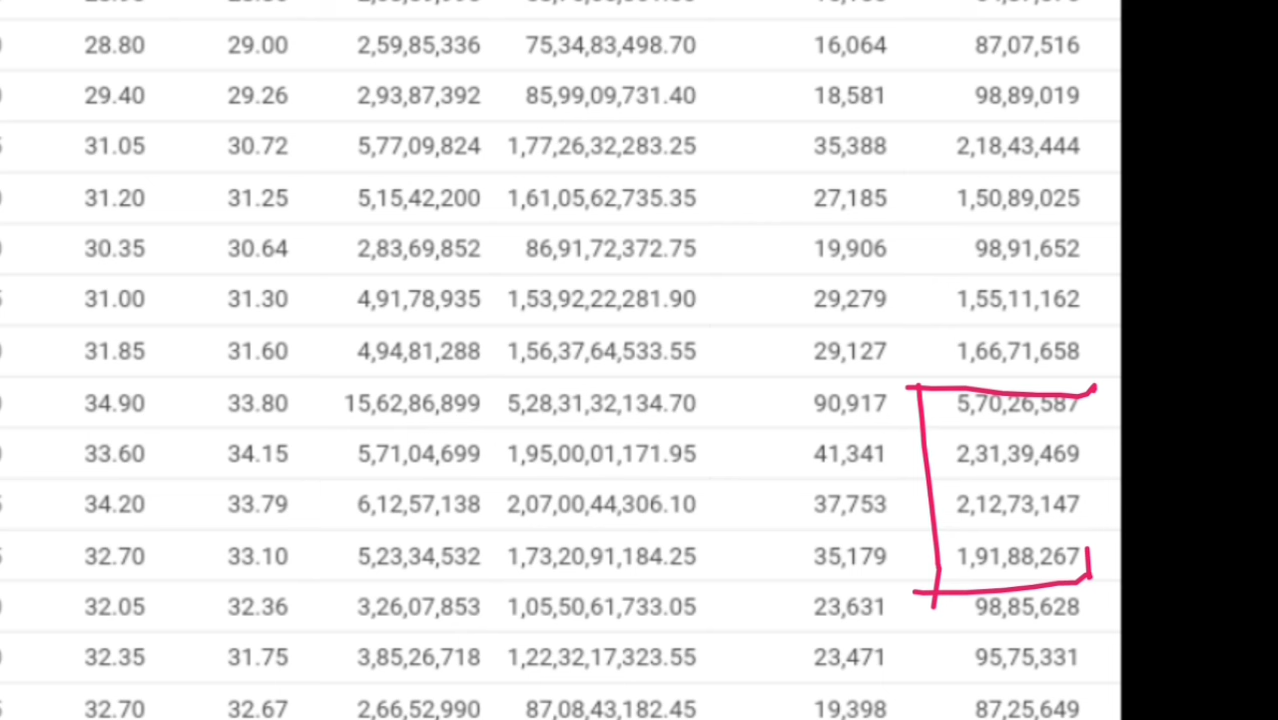 28.80 29.00 2,59,85,336 75,34,83,498.70 16,064 87,07,516
29.40 29.26 2,93,87,392 85,99,09,731.40 18,581 98,89,019
31.05 30.72 5,77,09,824 1,77,26,32,283.25 35,388 2,18,43,444
31.20 31.25 5,15,42,200 1,61,05,62,735.35 27,185 1,50,89,025
30.35 30.64 2,83,69,852 86,91,72,372.75 19,906 98,91,652
31.00 31.30 4,91,78,935 1,53,92,22,281.90 29,279 1,55,11,162
31.85 31.60 4,94,81,288 1,56,37,64,533.55 29,127 1,66,71,658
34.90 33.80 15,62,86,899 5,28,31,32,134.70 90,917 5,70,26,587
33.60 34.15 5,71,04,699 1,95,00,01,171.95 41,341 2,31,39,469
34.20 33.79 6,12,57,138 2,07,00,44,306.10 37,753 2,12,73,147
32.70 33.10 5,23,34,532 1,73,20,91,184.25 35,179 1,91,88,267
32.05 32.36 3,26,07,853 1,05,50,61,733.05 23,631 98,85,628
32.35 31.75 3,85,26,718 1,22,32,17,323.55 23,471 95,75,331
32.70 32.67 2,66,52,990 87,08,43,182.45 19,398 87,25,649